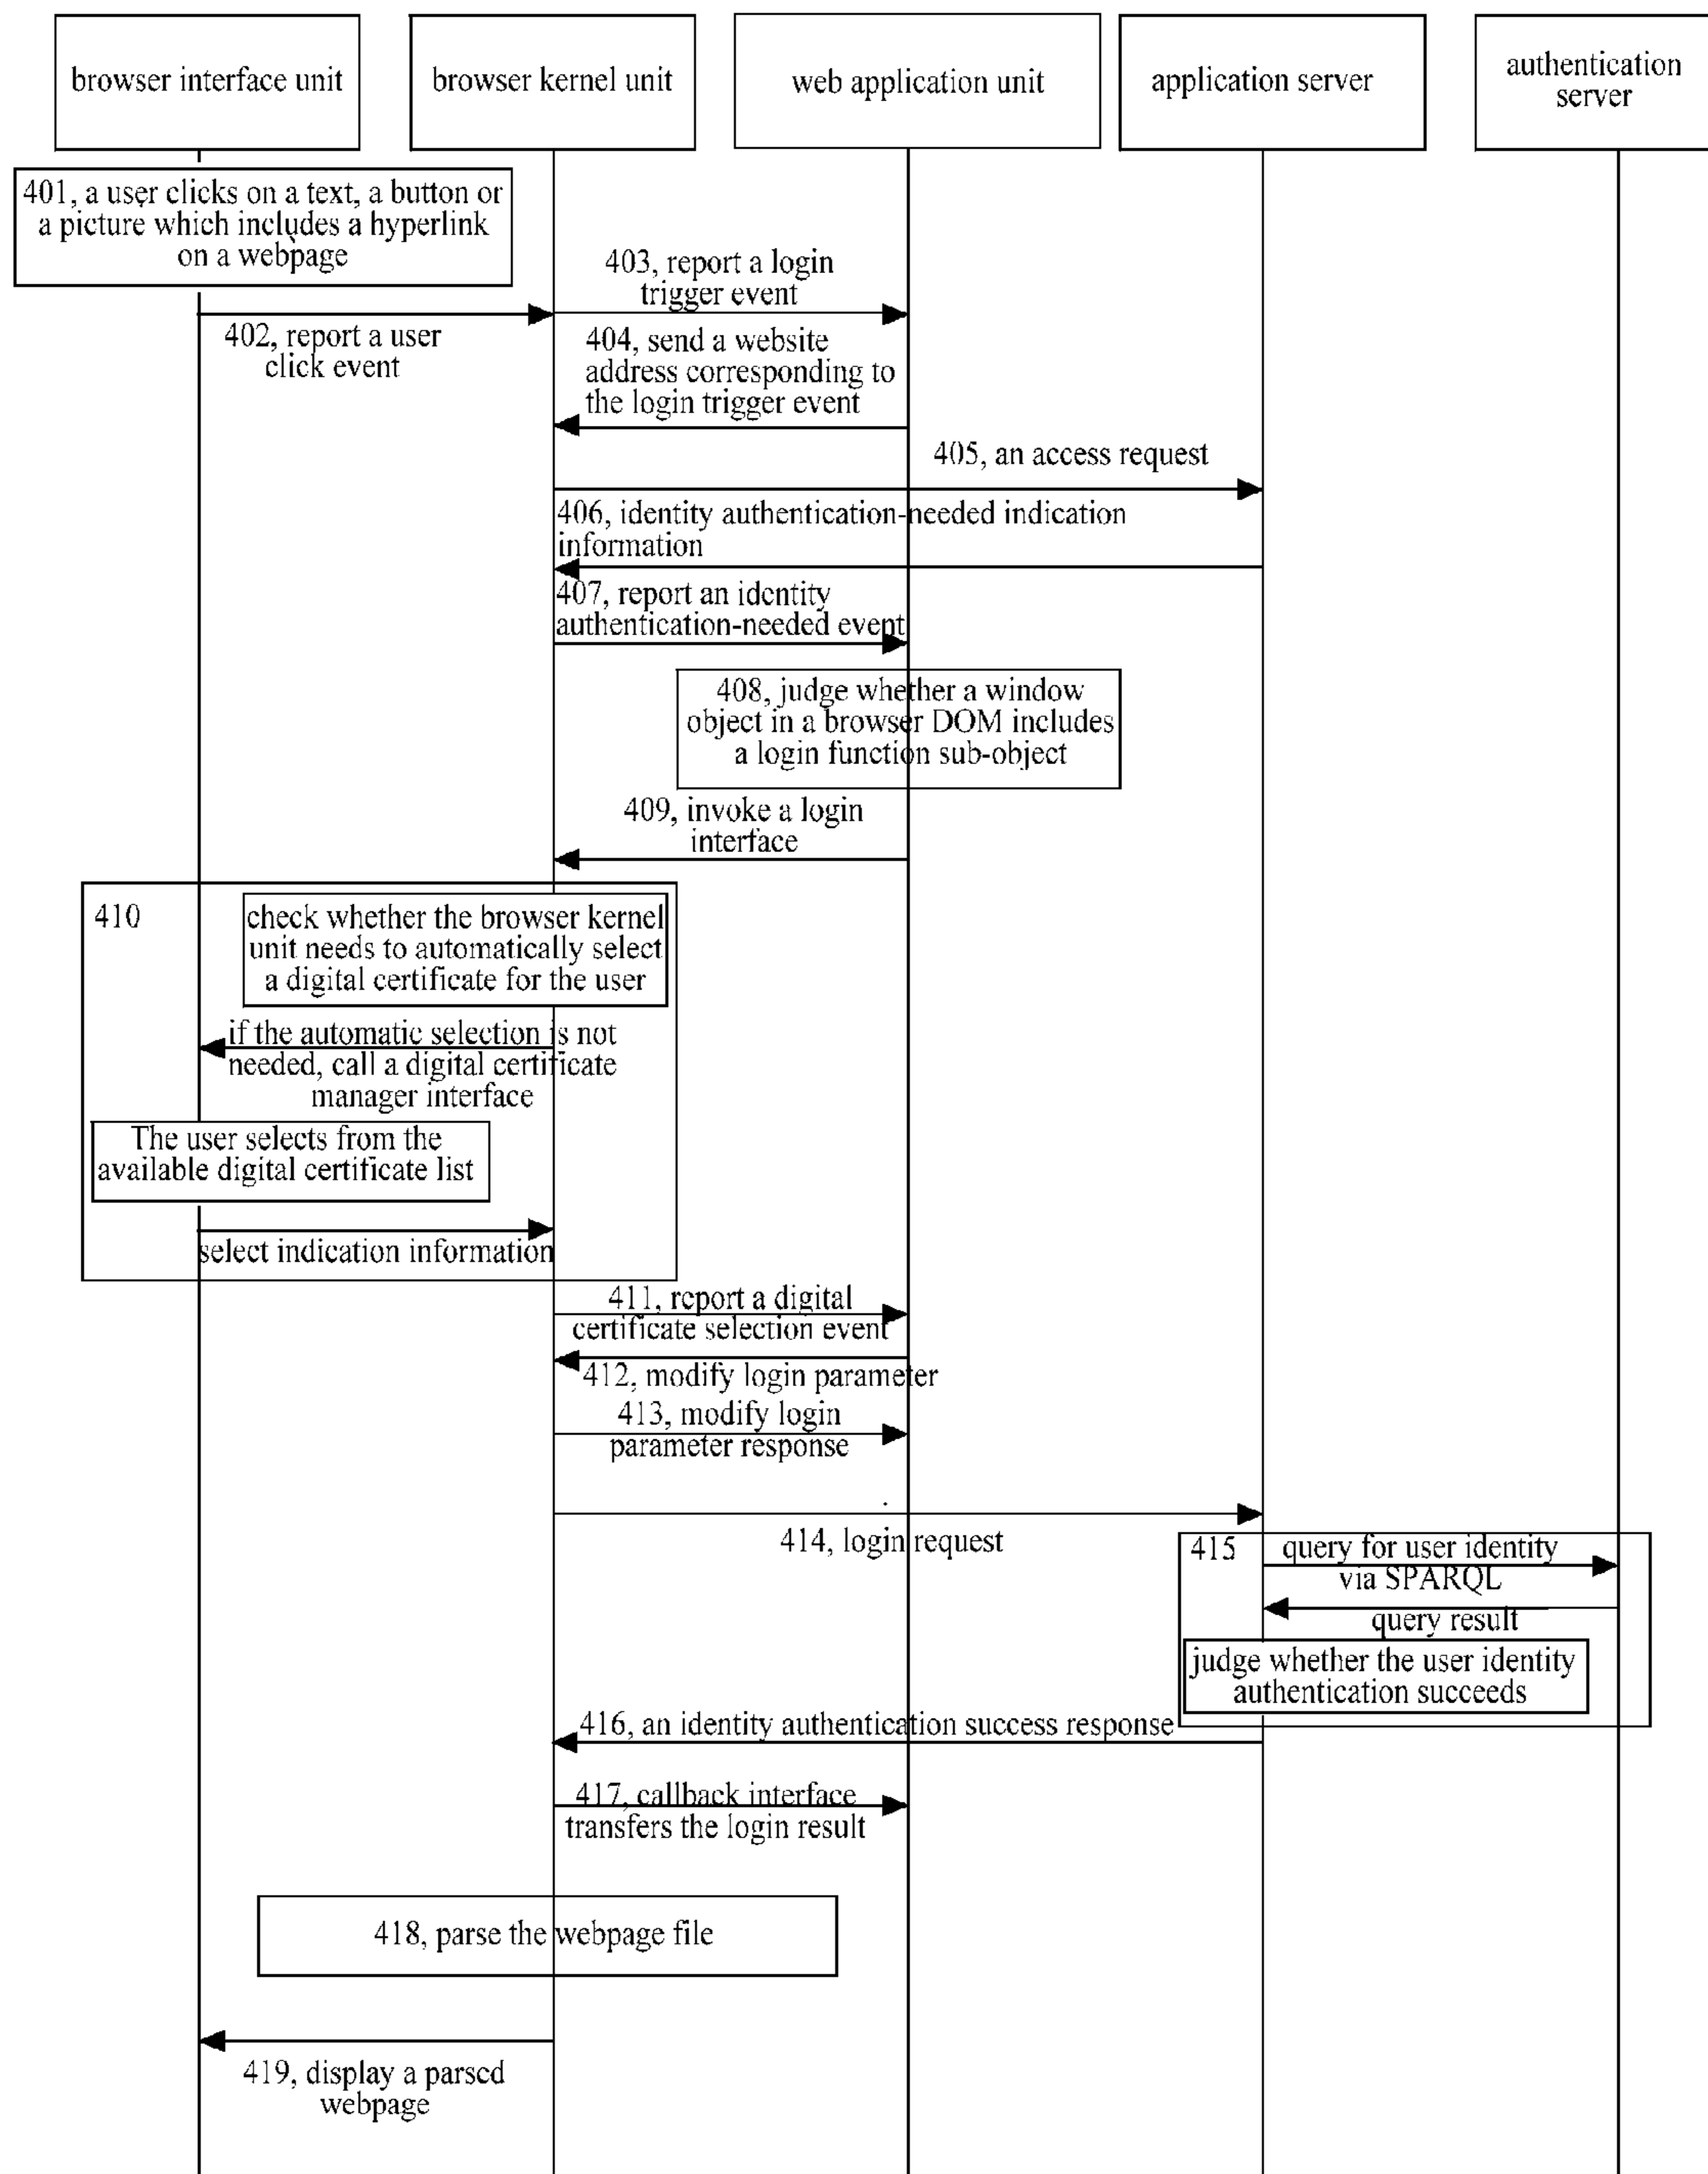 browser interface unit
browser kernel unit
web application unit
application server
authentication
server
401, a user clicks on a text, a button or
a picture which includes a hyperlink
on a webpage
402, report a user
click event
403, report a login
trigger event
404, send a website
address corresponding to
the login trigger event
405, an access request
406, identity authentication-needed indication
information
407, report an identity
authentication-needed event
408, judge whether a window
object in a browser DOM includes
a login function sub-object
409, invoke a login
interface
410
check whether the browser kernel
unit needs to automatically select
a digital certificate for the user
if the automatic selection is not
needed, call a digital certificate
manager interface
The user selects from the
available digital certificate list
select indication information
411, report a digital
certificate selection event
412, modify login parameter
413, modify login
parameter response
414, login request
415
query for user identity
via SPARQL
query result
judge whether the user identity
authentication succeeds
416, an identity authentication success response
417, callback interface
transfers the login result
418, parse the webpage file
419, display a parsed
webpage